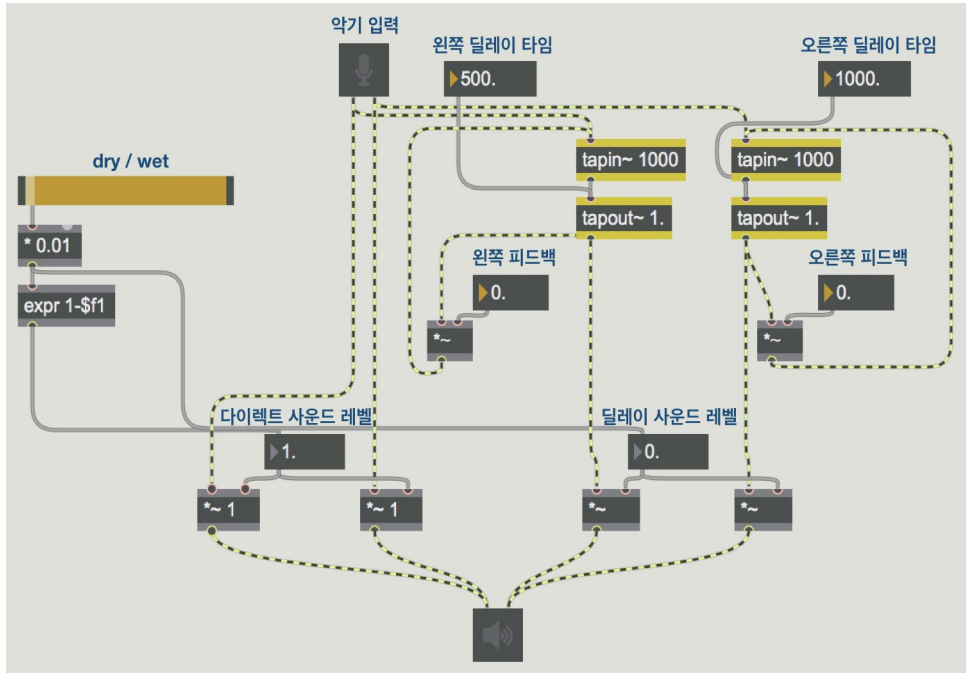 악기 입력
왼쪽 딜레이 타임
오른쪽 딜레이 타임
500.
1000.
dry / wet
tapin~ 1000
tapin~ 1000
* 0.01
tapout~ 1.
tapout~ 1.
왼쪽 피드백
오른쪽 피드백
expr 1-$f1
0.
0.
*~
*~
다이렉트 사운드 레벨
딜레이 사운드 레벨
1.
0.
*~ 1
*~ 1
*~
*~